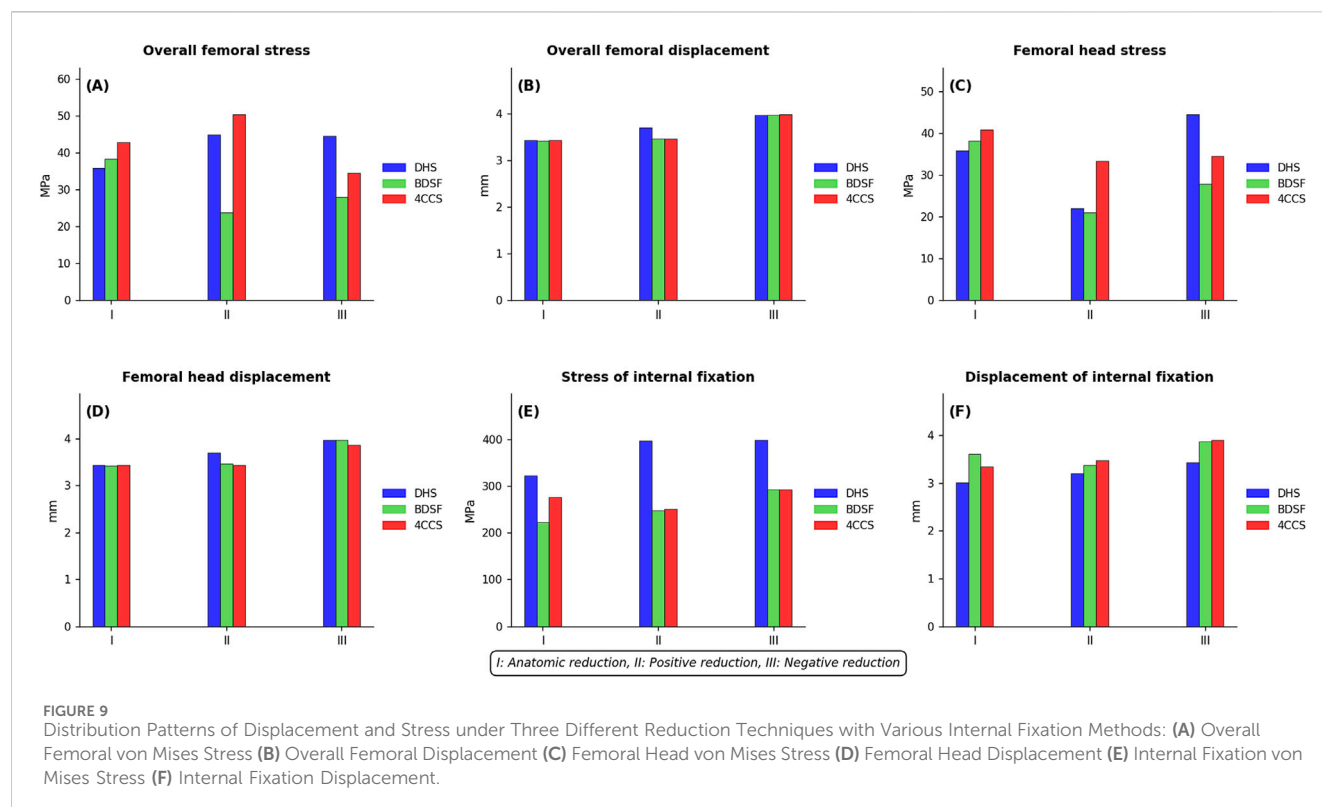 Overall femoral stress
(A)
MPa
60
50
40
30
20
10
0
I
II
III
DHS
BDSF
4CCS
Overall femoral displacement
(B)
mm
4
3
2
1
0
I
II
III
DHS
BDSF
4CCS
Femoral head stress
(C)
MPa
50
40
30
20
10
0
I
II
III
DHS
BDSF
4CCS
Femoral head displacement
(D)
mm
4
3
2
1
0
I
II
III
DHS
BDSF
4CCS
Stress of internal fixation
(E)
MPa
400
300
200
100
0
I
II
III
DHS
BDSF
4CCS
Displacement of internal fixation
(F)
mm
4
3
2
1
0
I
II
III
DHS
BDSF
4CCS
I: Anatomic reduction, II: Positive reduction, III: Negative reduction
FIGURE 9
Distribution Patterns of Displacement and Stress under Three Different Reduction Techniques with Various Internal Fixation Methods: (A) Overall
Femoral von Mises Stress (B) Overall Femoral Displacement (C) Femoral Head von Mises Stress (D) Femoral Head Displacement (E) Internal Fixation von
Mises Stress (F) Internal Fixation Displacement.